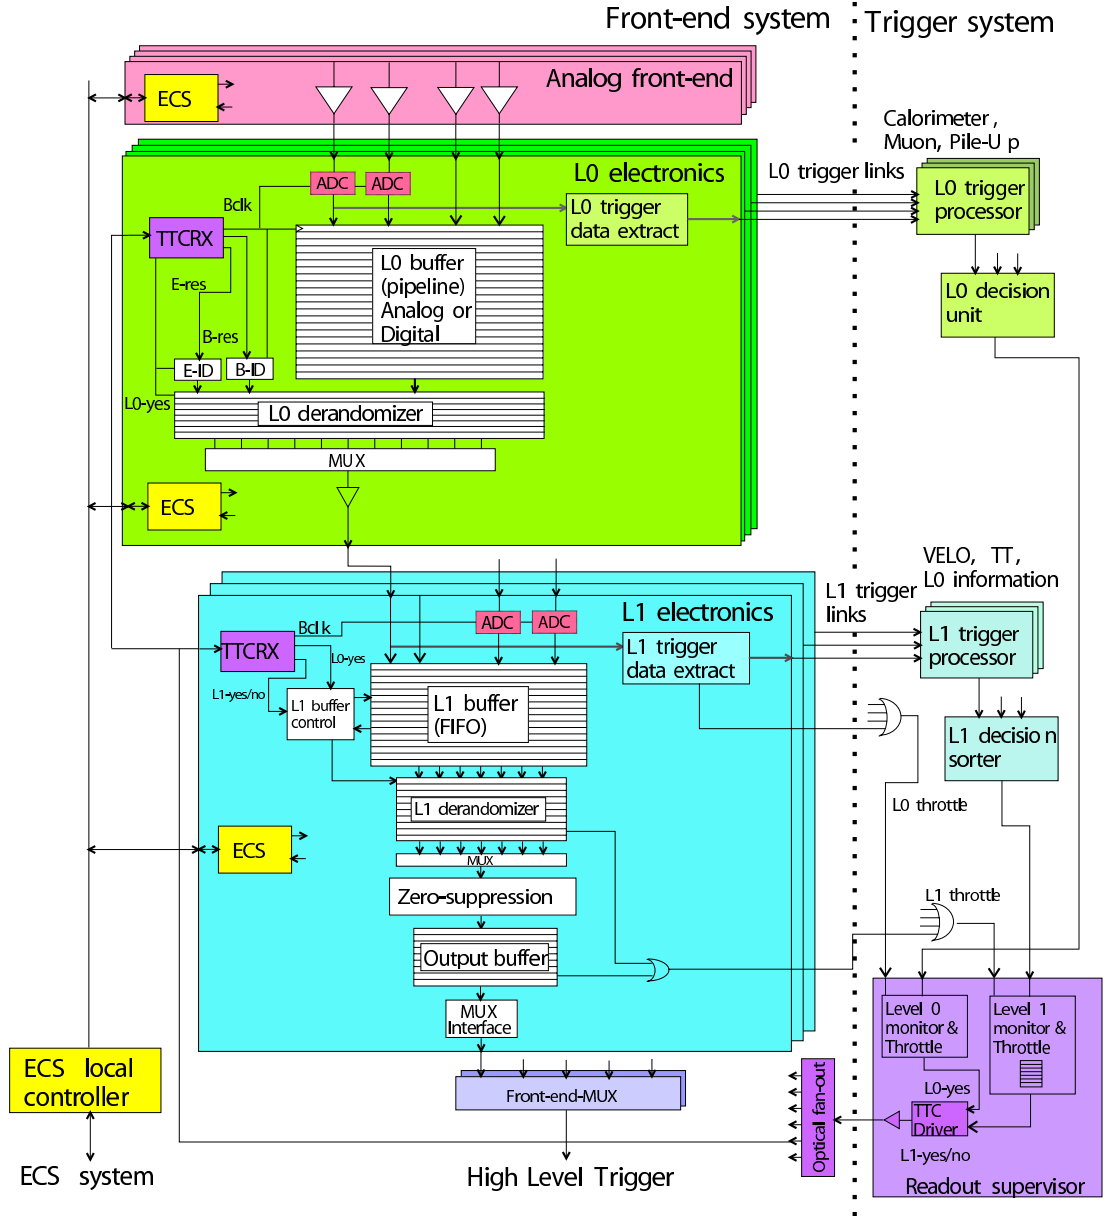 Front-end system
Trigger system
Analog front-end
ECS
Calorimeter,
Muon, Pile-U p
L0 electronics
L0 trigger links
ADC
ADC
Bclk
L0 trigger
data extract
L0 trigger
processor
TTCRX
L0 buffer
(pipeline)
Analog or
Digital
E-res
B-res
L0 decision
unit
E-ID
B-ID
L0-yes
L0 derandomizer
MUX
ECS
VELO, TT,
L0 information
L1 trigger
links
L1 electronics
Bclk
ADC
ADC
TTCRX
L0-yes
L1 trigger
data extract
L1 trigger
processor
L1-yes/no
L1 buffer
control
L1 buffer
(FIFO)
L1 decision
sorter
L0 throttle
L1 derandomizer
ECS
MUX
Zero-suppression
L1 throttle
Output buffer
MUX
Interface
Level 0
monitor &
Throttle
Level 1
monitor &
Throttle
ECS local
controller
Front-end-MUX
Optical fan-out
L0-yes
TTC
Driver
L1-yes/no
ECS system
High Level Trigger
Readout supervisor